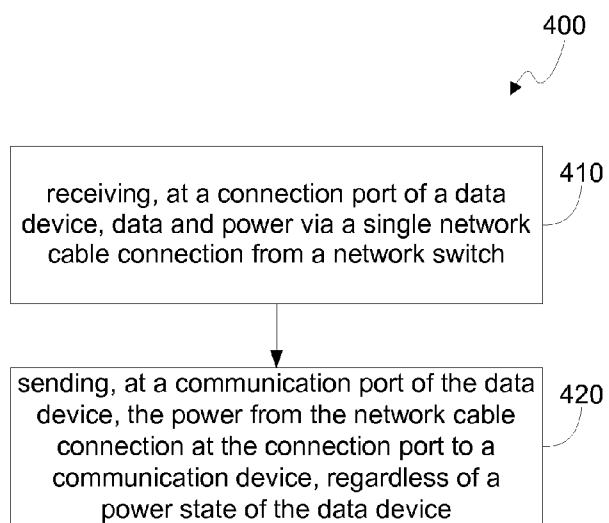 400
410
receiving, at a connection port of a data
device, data and power via a single network
cable connection from a network switch
420
sending, at a communication port of the data
device, the power from the network cable
connection at the connection port to a
communication device, regardless of a
power state of the data device